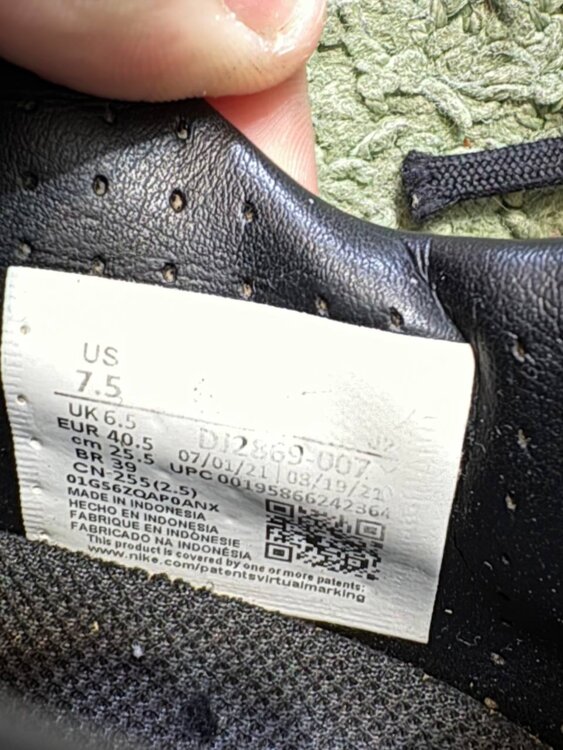 US
7.5
UK 6.5
EUR 40.5
cm 25.5
BR 39
CN-255(2.5)
DJ2869-007
07/01/21 | 08/19/21
UPC 00195866242364
01GS6ZQAP0ANX
MADE IN INDONESIA
HECHO EN INDONESIA
FABRIQUE EN INDONÉSIE
FABRICADO NA INDONÉSIA
This product is covered by one or more patents:
www.nike.com/patentsvirtualmarking